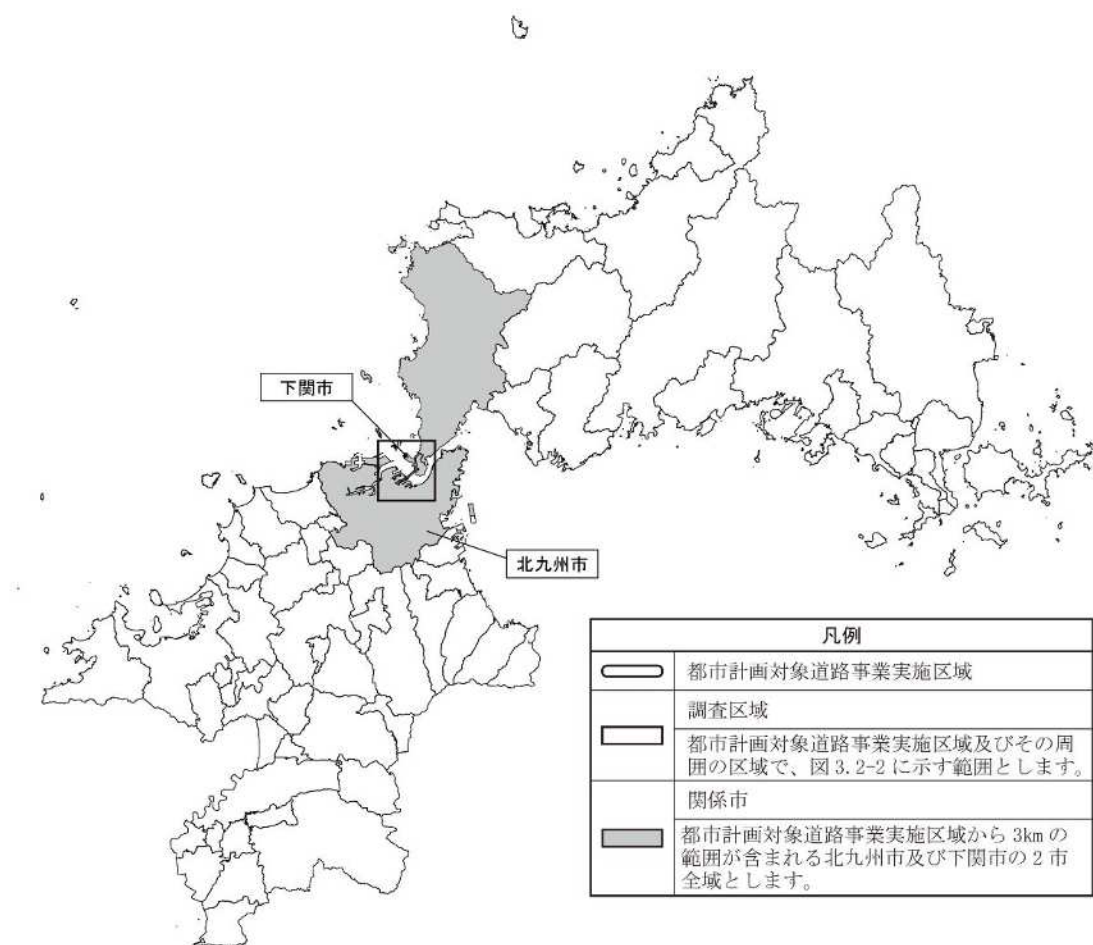 下関市
北九州市
凡例
都市計画対象道路事業実施区域
調査区域
都市計画対象道路事業実施区域及びその周
囲の区域で、図 3.2-2 に示す範囲とします。
関係市
都市計画対象道路事業実施区域から 3km の
範囲が含まれる北九州市及び下関市の 2 市
全域とします。